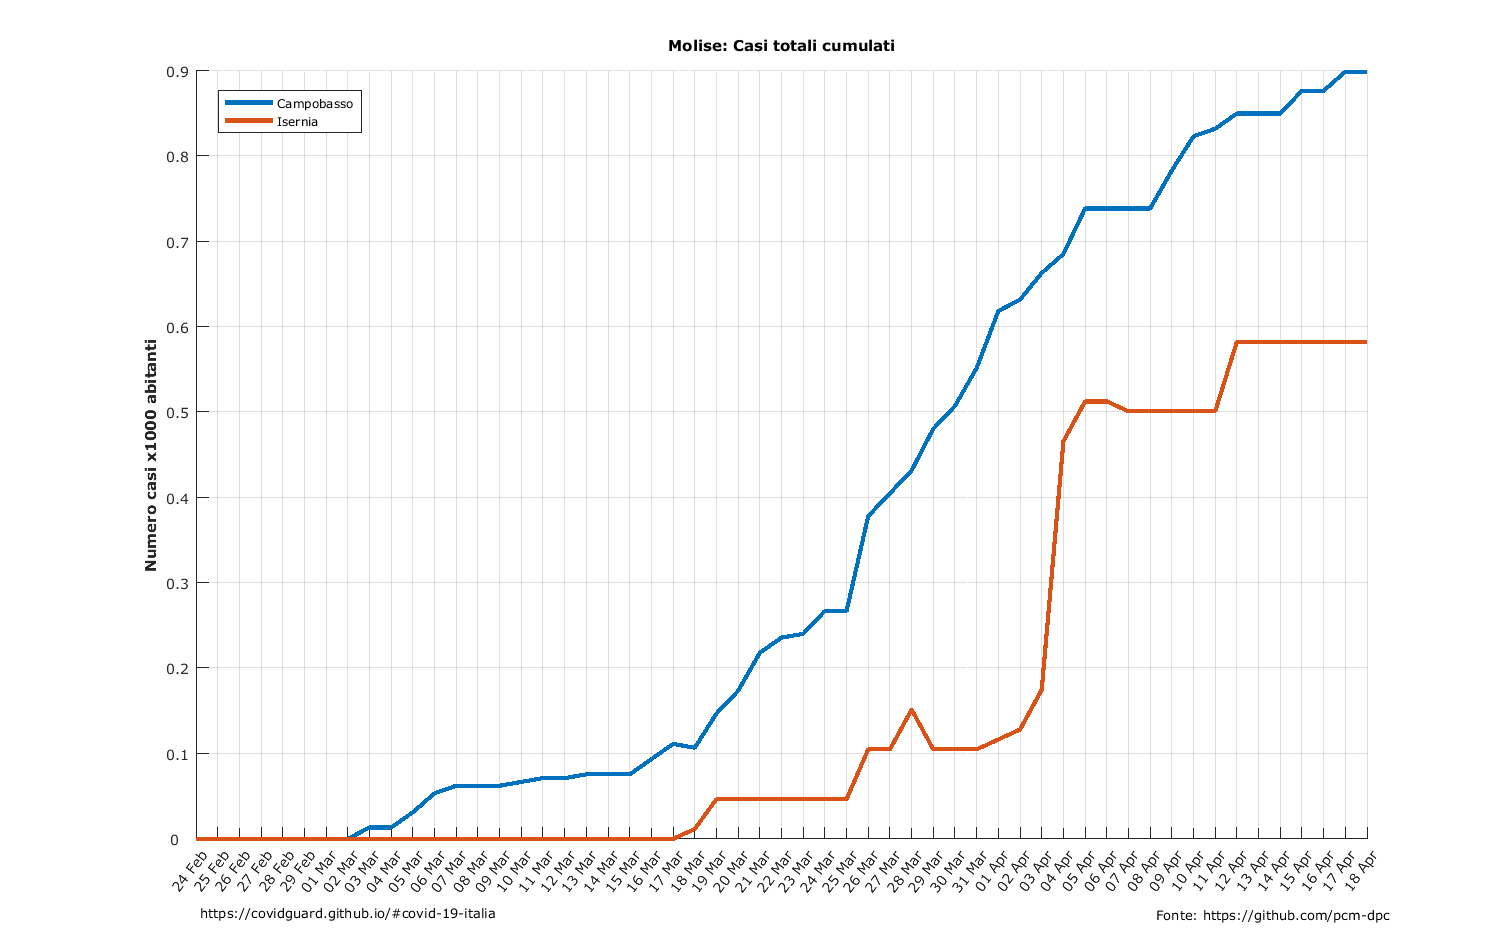 Molise: Casi totali cumulati
Campobasso
Isernia
Numero casi x1000 abitanti
0.9
0.8
0.7
0.6
0.5
0.4
0.3
0.2
0.1
0
24 Feb
25 Feb
26 Feb
27 Feb
28 Feb
29 Feb
01 Mar
02 Mar
03 Mar
04 Mar
05 Mar
06 Mar
07 Mar
08 Mar
09 Mar
10 Mar
11 Mar
12 Mar
13 Mar
14 Mar
15 Mar
16 Mar
17 Mar
18 Mar
19 Mar
20 Mar
21 Mar
22 Mar
23 Mar
24 Mar
25 Mar
26 Mar
27 Mar
28 Mar
29 Mar
30 Mar
31 Mar
01 Apr
02 Apr
03 Apr
04 Apr
05 Apr
06 Apr
07 Apr
08 Apr
09 Apr
10 Apr
11 Apr
12 Apr
13 Apr
14 Apr
15 Apr
16 Apr
17 Apr
18 Apr
https://covidguard.github.io/#covid-19-italia
Fonte: https://github.com/pcm-dpc